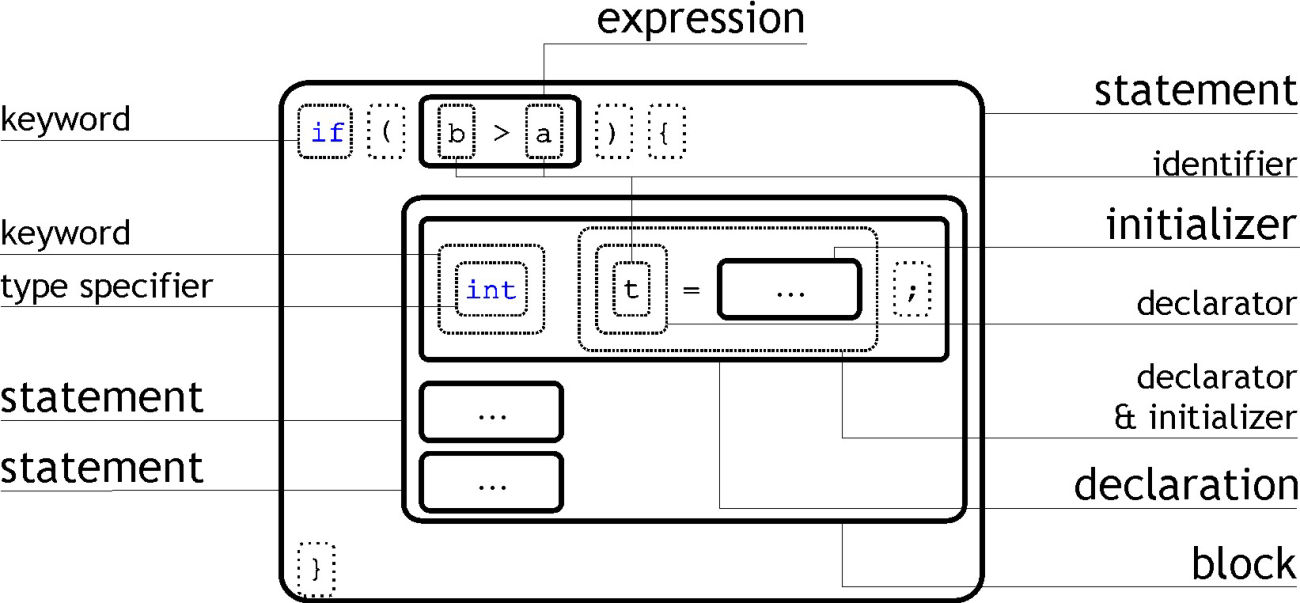 expression
statement
keyword
if ( b > a ) {
identifier
keyword
initializer
type specifier
int t = ... ;
declarator
declarator
& initializer
statement
...
statement
...
declaration
block
}